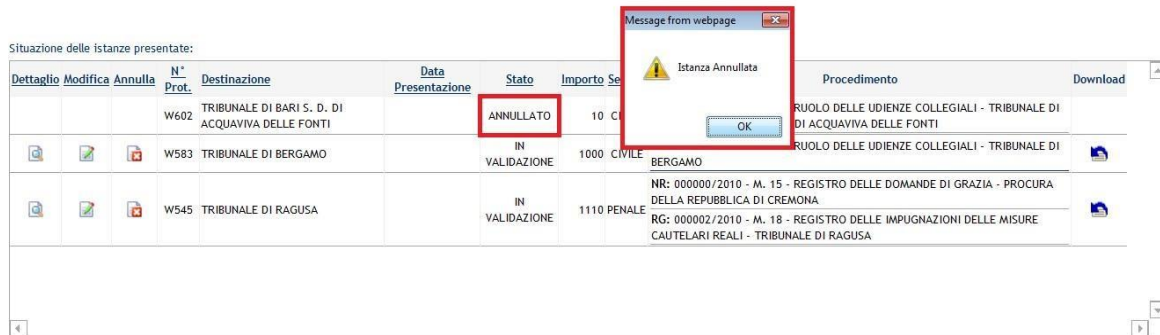 Message from webpage
Situazione delle istanze presentate:
Istanza Annullata
OK
Dettaglio Modifica Annulla N° Prot. Destinazione Data Presentazione Stato Importo Se Procedimento Download
W602 TRIBUNALE DI BARI S. D. DI ANNULLATO 10 RUOLO DELLE UDIENZE COLLEGIALI - TRIBUNALE DI
ACQUAVIVA DELLE FONTI DI ACQUAVIVA DELLE FONTI
W583 TRIBUNALE DI BERGAMO IN VALIDAZIONE 1000 CIVILE RUOLO DELLE UDIENZE COLLEGIALI - TRIBUNALE DI
BERGAMO
W545 TRIBUNALE DI RAGUSA IN VALIDAZIONE 1110 PENALE NR: 000000/2010 - M. 15 - REGISTRO DELLE DOMANDE DI GRAZIA - PROCURA
DELLA REPUBBLICA DI CREMONA
RG: 000002/2010 - M. 18 - REGISTRO DELLE IMPUGNAZIONI DELLE MISURE
CAUTELARI REALI - TRIBUNALE DI RAGUSA